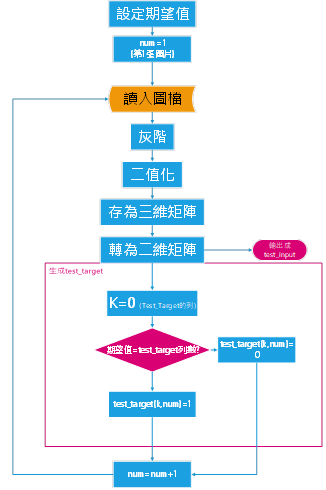 設定期望值
num=1
(第1張圖片)
讀入圖檔
灰階
二值化
存為三維矩陣
轉為二維矩陣
輸出成
test_input
生成test_target
K=0 (Test_Target的列)
期望值=test_target列數?
test_target(k,num)=
0
test_target(k,num)=1
num=num+1